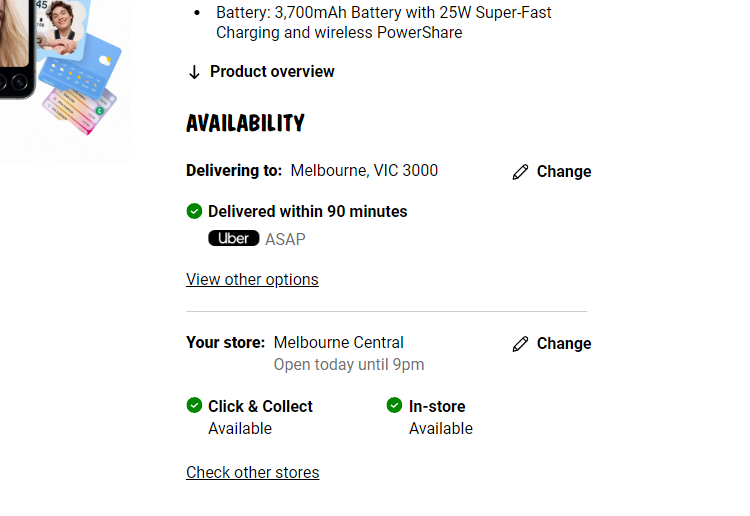 45
Battery: 3,700mAh Battery with 25W Super-Fast
Charging and wireless PowerShare
Product overview
AVAILABILITY
Delivering to: Melbourne, VIC 3000
Change
Delivered within 90 minutes
Uber ASAP
View other options
Your store: Melbourne Central
Change
Open today until 9pm
Click & Collect
Available
In-store
Available
Check other stores